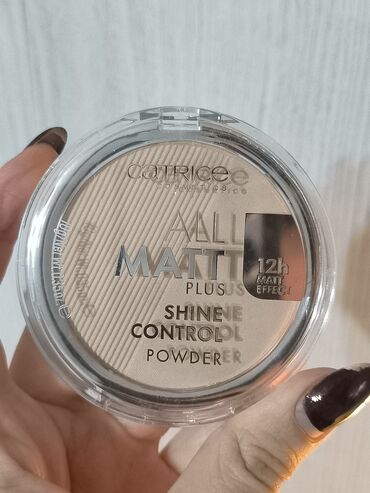 CATRICE
COSMETICS
ALL
MATT
PLUS
12h
MATT
EFFECT
SHINE
CONTROL
POWDER